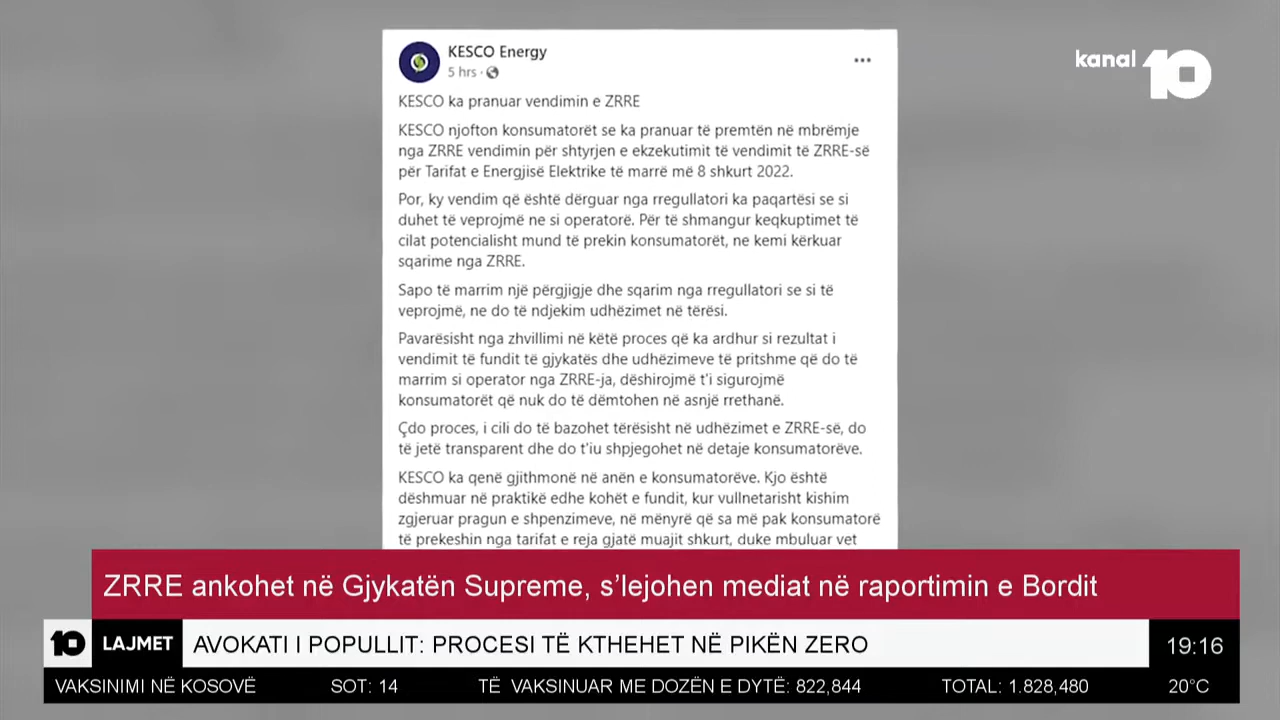 KESCO Energy
5 hrs ·
kanal 10
KESCO ka pranuar vendimin e ZRRE
KESCO njofton konsumatorët se ka pranuar të premtën në mbrëmje
nga ZRRE vendimin për shtyrjen e ekzekutimit të vendimit të ZRRE-së
për Tarifat e Energjisë Elektrike të marrë më 8 shkurt 2022.
Por, ky vendim që është dërguar nga rregullatori ka paqartësi se si
duhet të veprojmë ne si operatorë. Për të shmangur keqkuptimet të
cilat potencialisht mund të prekin konsumatorët, ne kemi kërkuar
sqarime nga ZRRE.
Sapo të marrim një përgjigje dhe sqarim nga rregullatori se si të
veprojmë, ne do të ndjekim udhëzimet në tërësi.
Pavarësisht nga zhvillimi në këtë proces që ka ardhur si rezultat i
vendimit të fundit të gjykatës dhe udhëzimeve të pritshme që do të
marrim si operator nga ZRRE-ja, dëshirojmë t'i sigurojmë
konsumatorët që nuk do të dëmtohen në asnjë rrethanë.
Çdo proces, i cili do të bazohet tërësisht në udhëzimet e ZRRE-së, do
të jetë transparent dhe do t'iu shpjegohet në detaje konsumatorëve.
KESCO ka qenë gjithmonë në anën e konsumatorëve. Kjo është
dëshmuar në praktikë edhe kohët e fundit, kur vullnetarisht kishim
zgjeruar pragun e shpenzimeve, në mënyrë që sa më pak konsumatorë
të prekeshin nga tarifat e reja gjatë muajit shkurt, duke mbuluar vet
ZRRE ankohet në Gjykatën Supreme, s’lejohen mediat në raportimin e Bordit
10 LAJMET AVOKATI I POPULLIT: PROCESI TË KTHEHET NË PIKËN ZERO 19:16
VAKSINIMI NË KOSOVË SOT: 14 TË VAKSINUAR ME DOZËN E DYTË: 822,844 TOTAL: 1.828,480 20°C